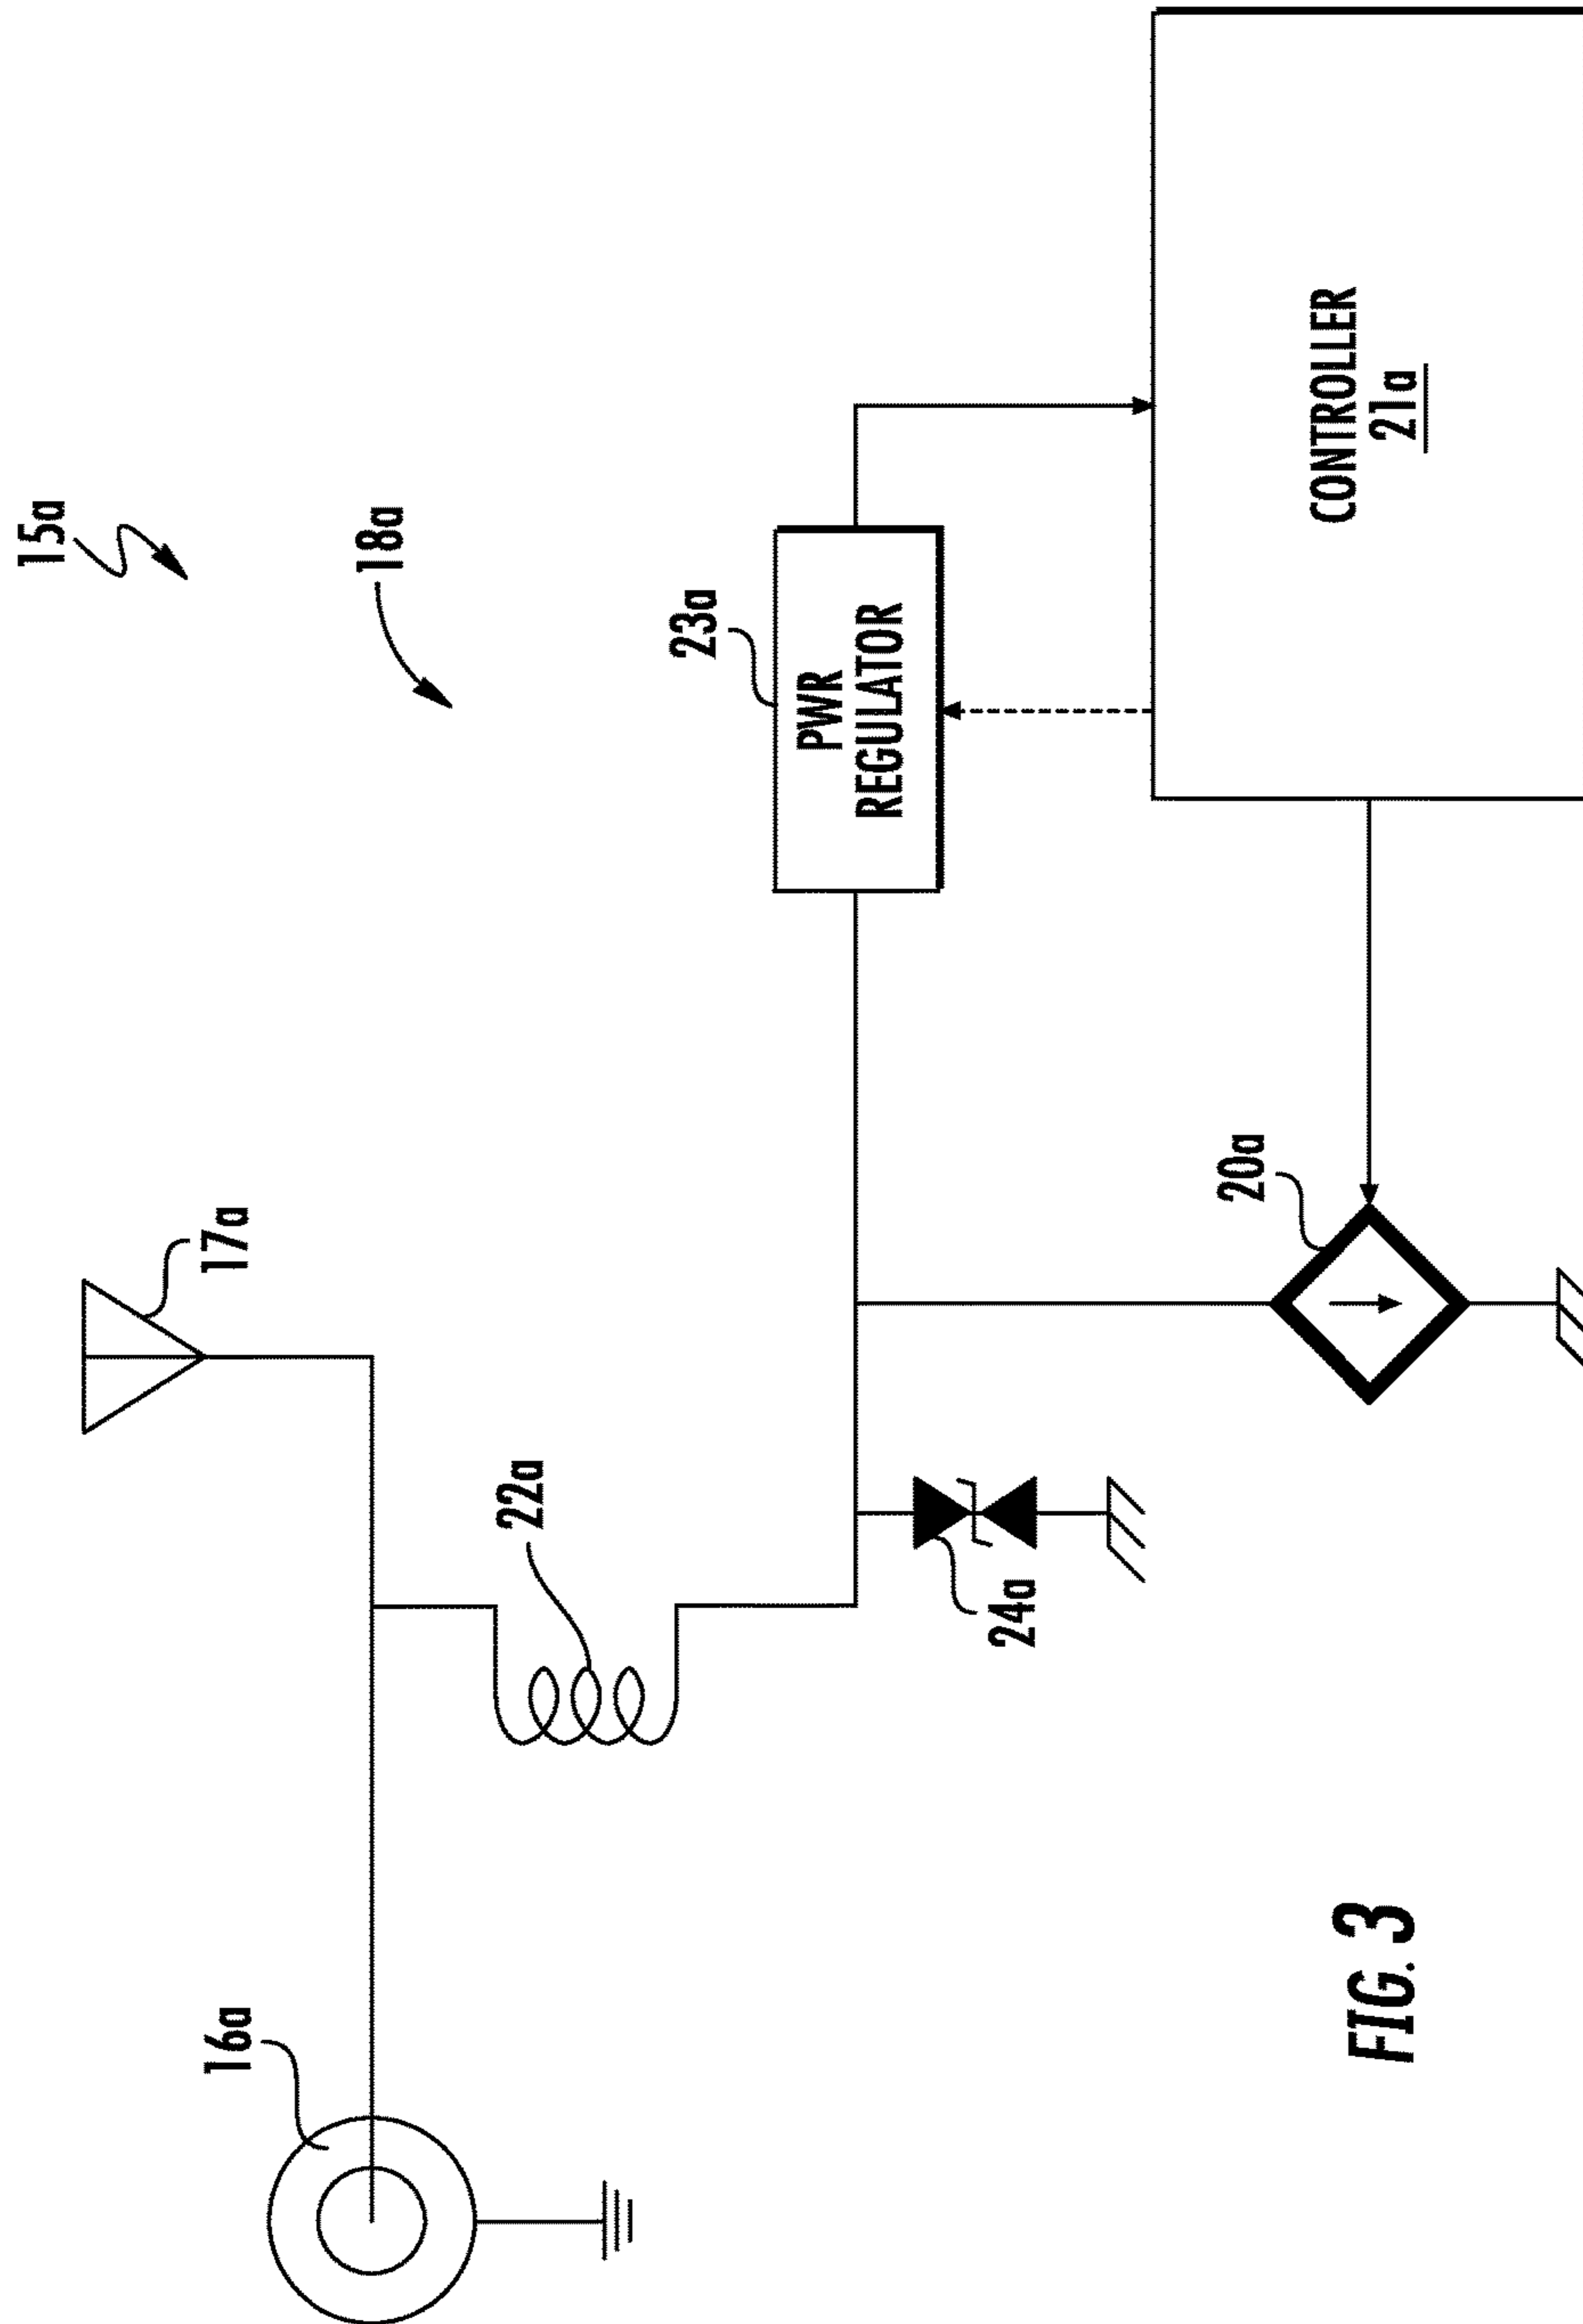 15a
18a
23a
PWR
REGULATOR
CONTROLLER
21a
17a
22a
20a
24a
16a
FIG. 3